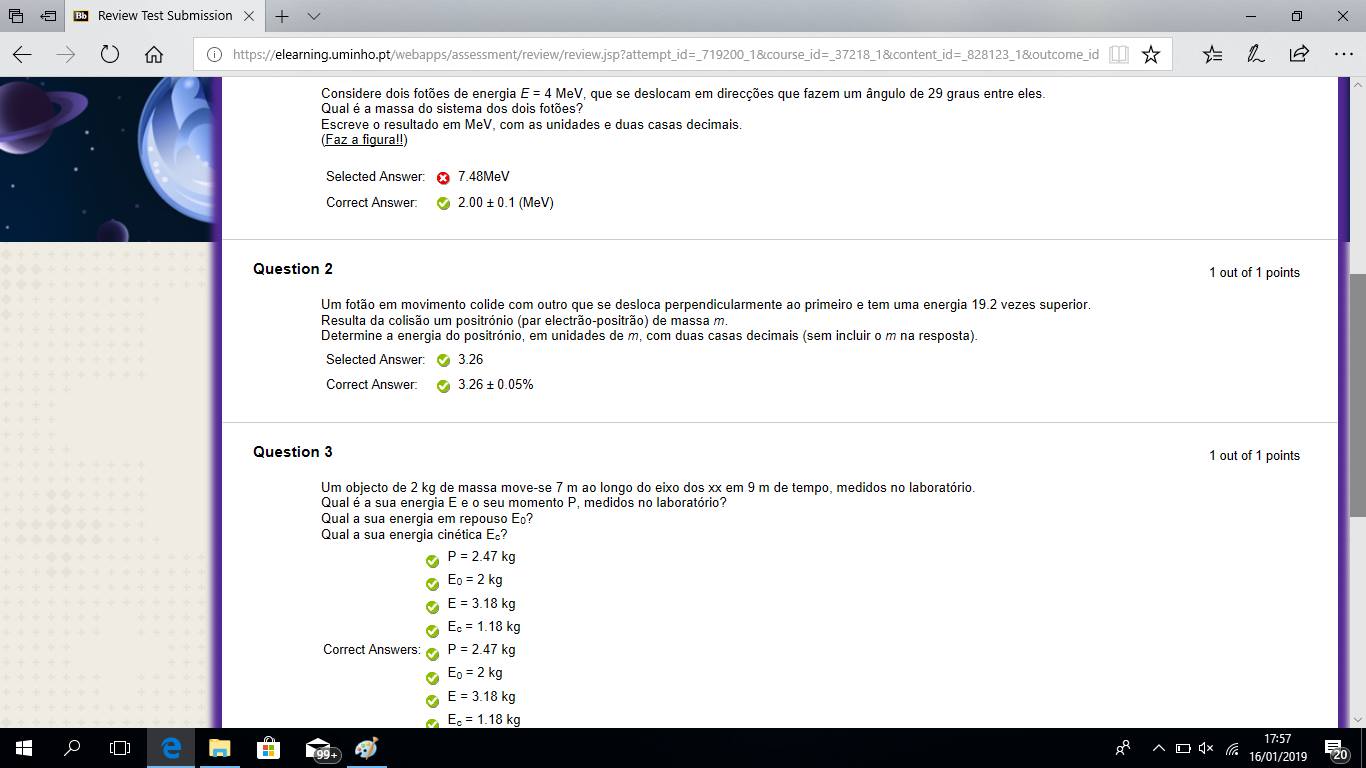 Review Test Submission
https://elearning.uminho.pt/webapps/assessment/review/review.jsp?attempt_id=_719200_1&course_id=_37218_1&content_id=_828123_1&outcome_id
Considere dois fotões de energia E = 4 MeV, que se deslocam em direcções que fazem um ângulo de 29 graus entre eles.
Qual é a massa do sistema dos dois fotões?
Escreve o resultado em MeV, com as unidades e duas casas decimais.
(Faz a figura!!)
Selected Answer: 7.48MeV
Correct Answer: 2.00 ± 0.1 (MeV)
Question 2
1 out of 1 points
Um fotão em movimento colide com outro que se desloca perpendicularmente ao primeiro e tem uma energia 19.2 vezes superior.
Resulta da colisão um positrónio (par electrão-positrão) de massa m.
Determine a energia do positrónio, em unidades de m, com duas casas decimais (sem incluir o m na resposta).
Selected Answer: 3.26
Correct Answer: 3.26 ± 0.05%
Question 3
1 out of 1 points
Um objecto de 2 kg de massa move-se 7 m ao longo do eixo dos xx em 9 m de tempo, medidos no laboratório.
Qual é a sua energia E e o seu momento P, medidos no laboratório?
Qual a sua energia em repouso E₀?
Qual a sua energia cinética Ec?
P = 2.47 kg
E₀ = 2 kg
E = 3.18 kg
Ec = 1.18 kg
Correct Answers: P = 2.47 kg
E₀ = 2 kg
E = 3.18 kg
Ec = 1.18 kg
99+
17:57
16/01/2019
20